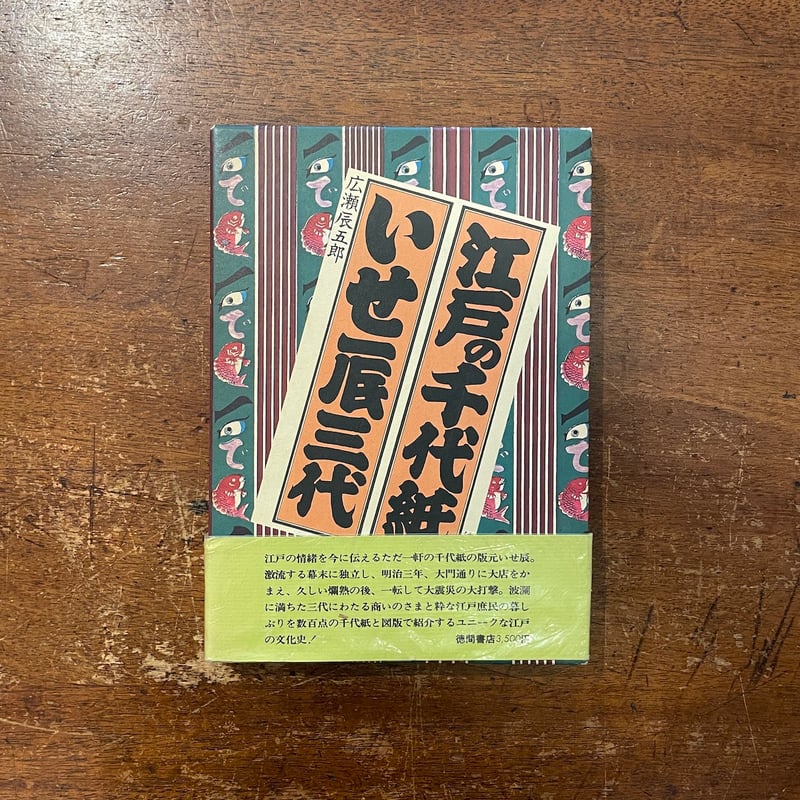 江戸の千代紙
いせ辰三代
広瀬辰五郎
江戸の情緒を今に伝えるただ一軒の千代紙の版元いせ辰。
激流する幕末に独立し、明治三年、大門通りに大店をか
まえ、久しい爛熟の後、一転して大震災の大打撃。波瀾
に満ちた三代にわたる商いのさまと粋な江戸庶民の暮し
ぶりを数百点の千代紙と図版で紹介するユニークな江戸
の文化史!
徳間書店3,500円